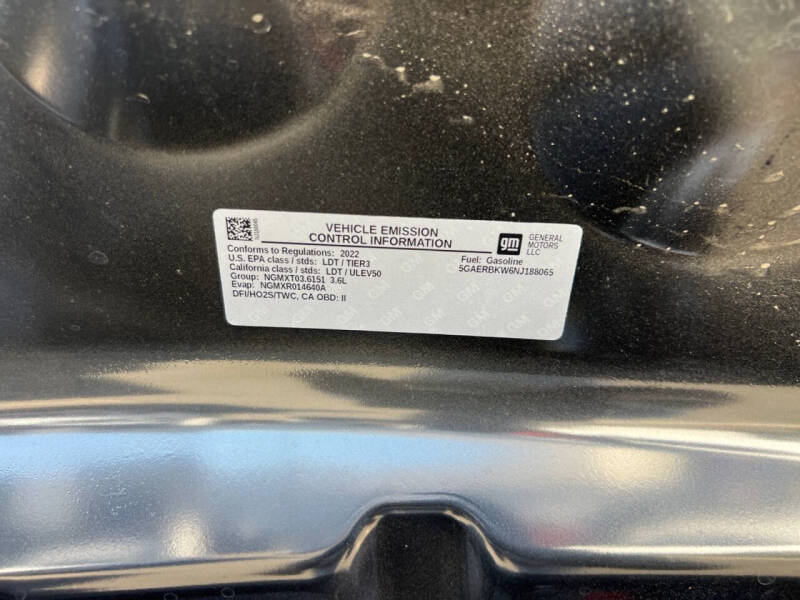 VEHICLE EMISSION
CONTROL INFORMATION
gm
GENERAL
MOTORS
LLC
Conforms to Regulations: 2022
U.S. EPA class / stds: LDT / TIER3
California class / stds: LDT / ULEV50
Group: NGMXT03.6151 3.6L
Evap: NGMXR014640A
DFI/HO2S/TWC, CA OBD: II
Fuel: Gasoline
5GAERBKW6NJ188065